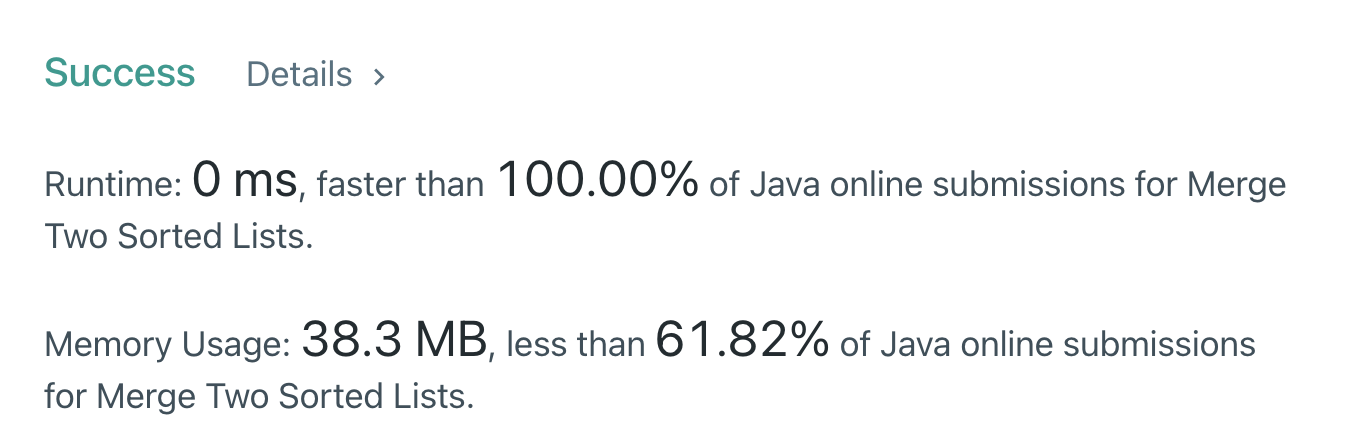 Success Details >
Runtime: 0 ms, faster than 100.00% of Java online submissions for Merge
Two Sorted Lists.
Memory Usage: 38.3 MB, less than 61.82% of Java online submissions
for Merge Two Sorted Lists.